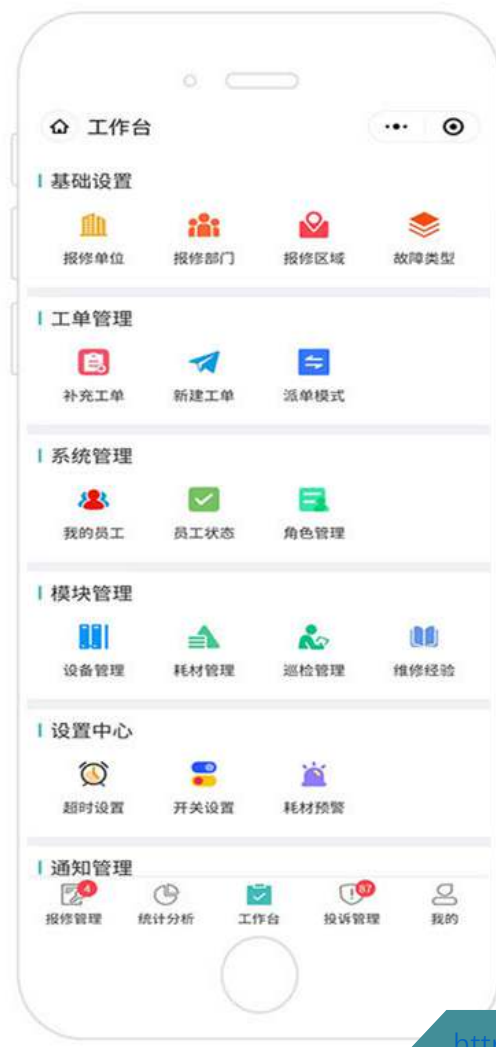 工作台
基础设置
报修单位 报修部门 报修区域 故障类型
工单管理
补充工单 新建工单 派单模式
系统管理
我的员工 员工状态 角色管理
模块管理
设备管理 耗材管理 巡检管理 维修经验
设置中心
超时设置 开关设置 耗材预警
通知管理
4 87
报修管理 统计分析 工作台 投诉管理 我的
htt